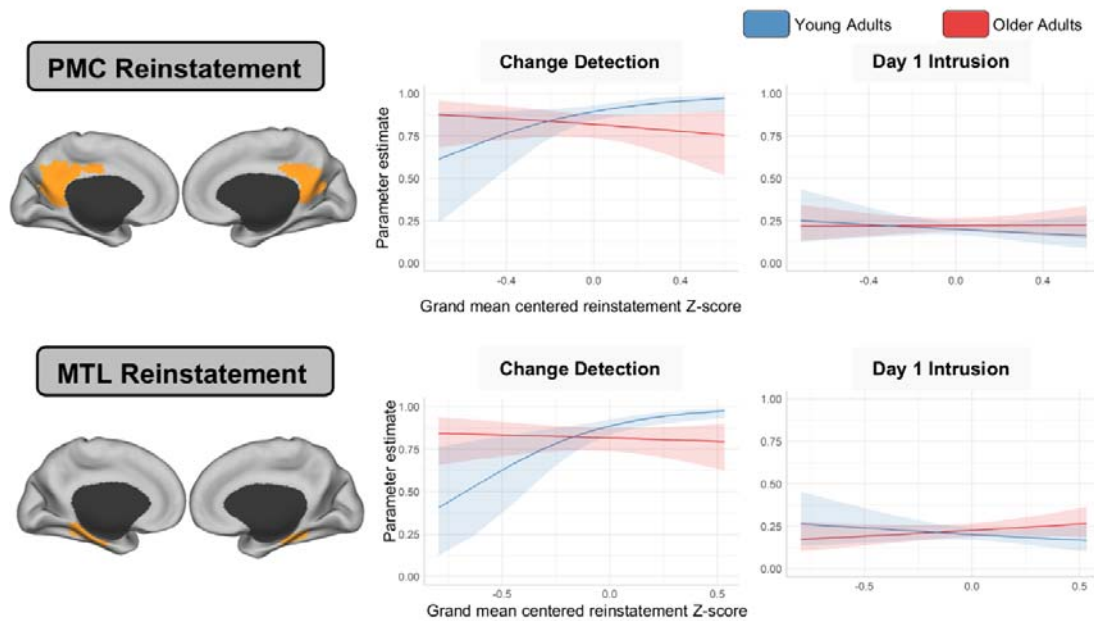 Young Adults
Older Adults
PMC Reinstatement
Change Detection
Day 1 Intrusion
Parameter estimate
1.00
0.75
0.50
0.25
0.00
1.00
0.75
0.50
0.25
0.00
-0.4
0.0
0.4
-0.4
0.0
0.4
Grand mean centered reinstatement Z-score
MTL Reinstatement
Change Detection
Day 1 Intrusion
Parameter estimate
1.00
0.75
0.50
0.25
0.00
1.00
0.75
0.50
0.25
0.00
-0.5
0.0
0.5
-0.5
0.0
0.5
Grand mean centered reinstatement Z-score